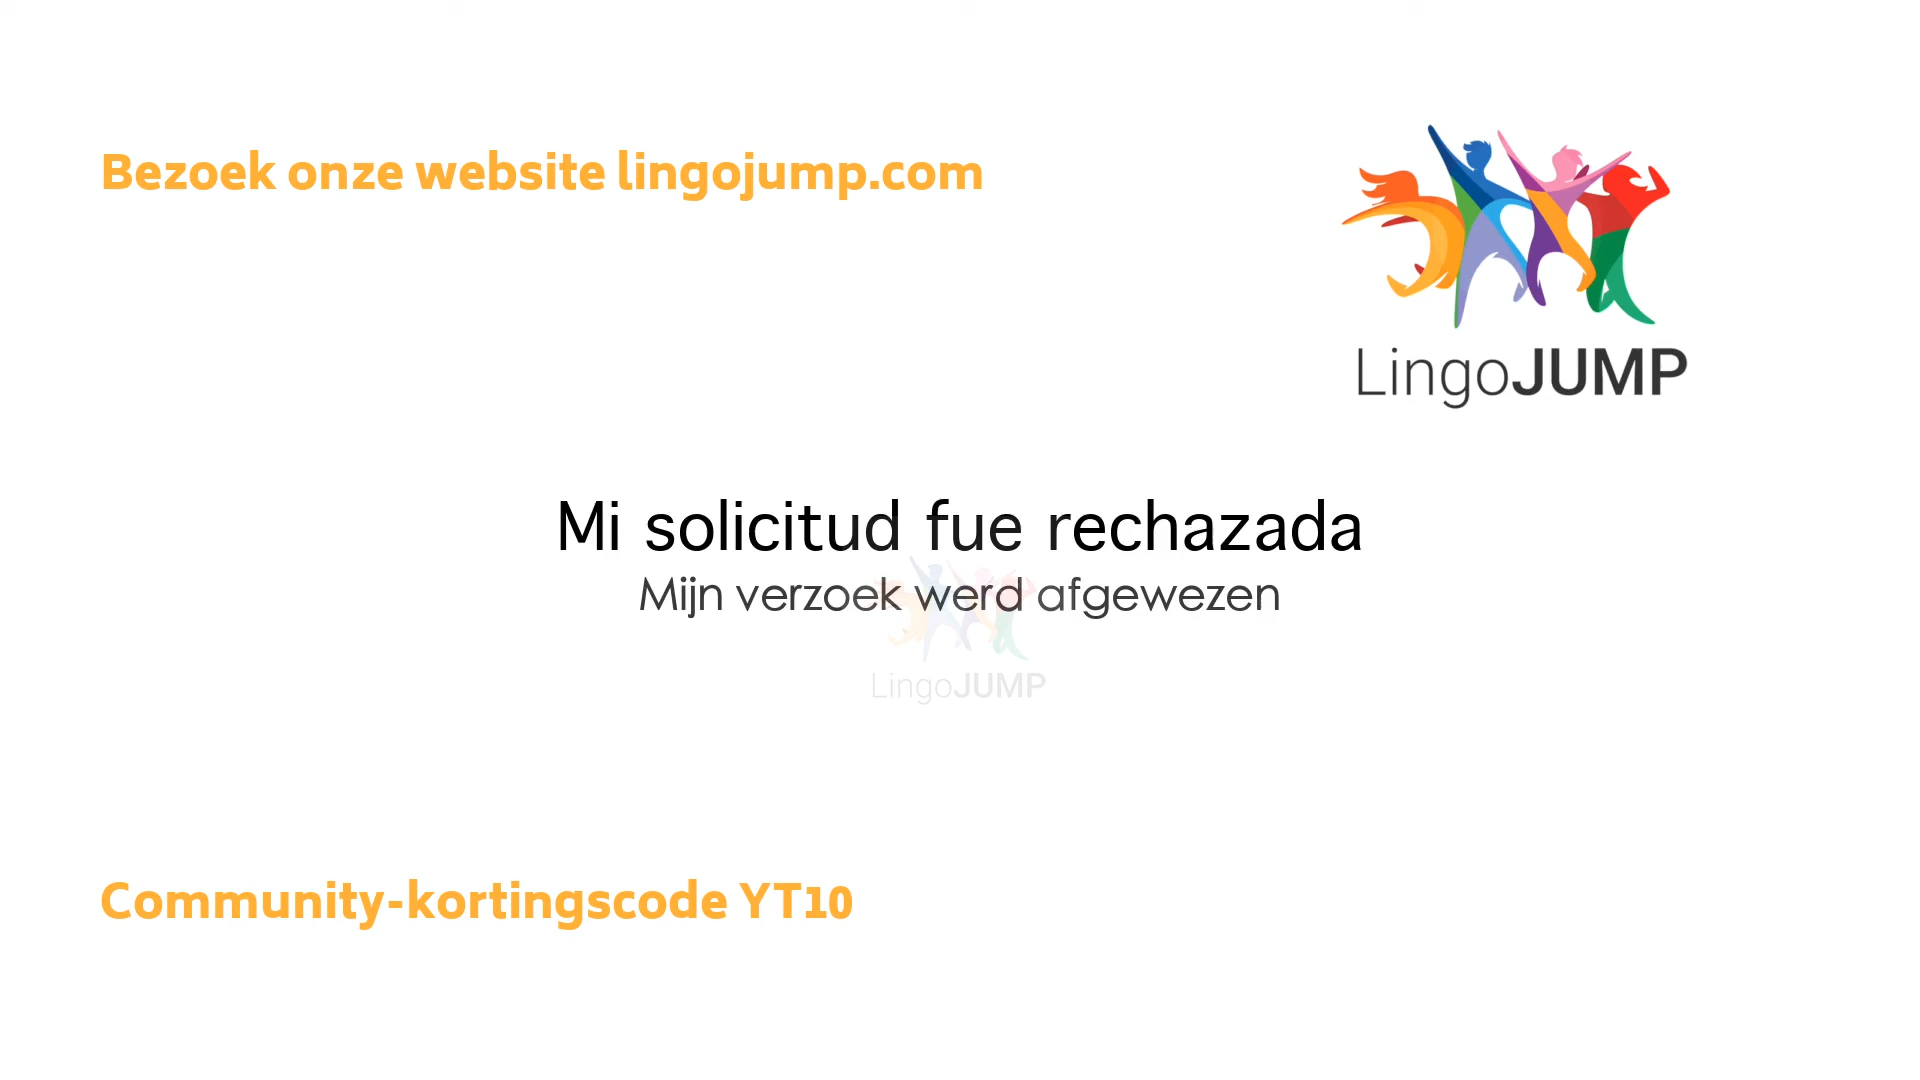 Bezoek onze website lingojump.com
LingoJUMP
Mi solicitud fue rechazada
Mijn verzoek werd afgewezen
LingoJUMP
Community-kortingscode YT10